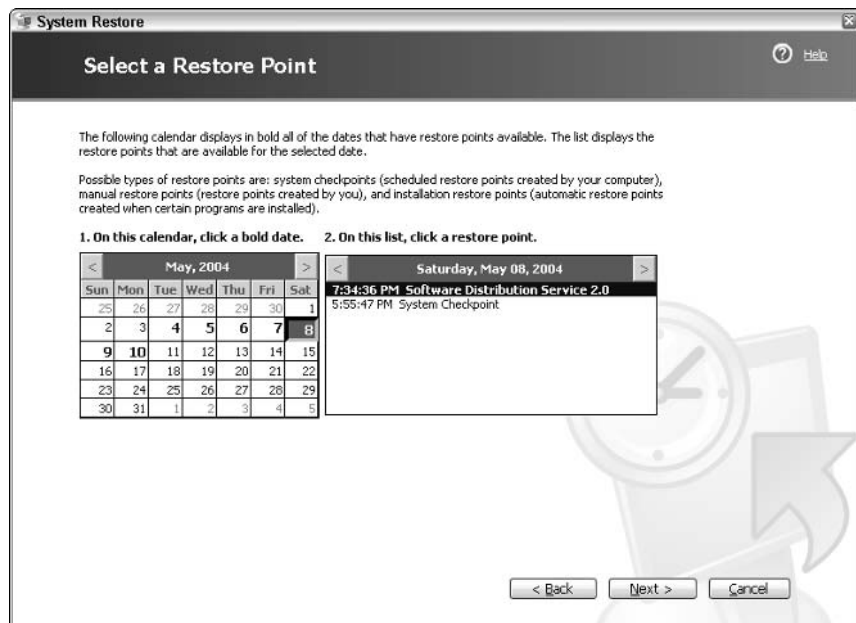 System Restore
Select a Restore Point
Help
The following calendar displays in bold all of the dates that have restore points available. The list displays the
restore points that are available for the selected date.
Possible types of restore points are: system checkpoints (scheduled restore points created by your computer),
manual restore points (restore points created by you), and installation restore points (automatic restore points
created when certain programs are installed).
1. On this calendar, click a bold date. 2. On this list, click a restore point.
< May, 2004 >
Sun Mon Tue Wed Thu Fri Sat
25 26 27 28 29 30 1
2 3 4 5 6 7 8
9 10 11 12 13 14 15
16 17 18 19 20 21 22
23 24 25 26 27 28 29
30 31 1 2 3 4 5
< Saturday, May 08, 2004 >
7:34:36 PM Software Distribution Service 2.0
5:55:47 PM System Checkpoint
< Back Next > Cancel